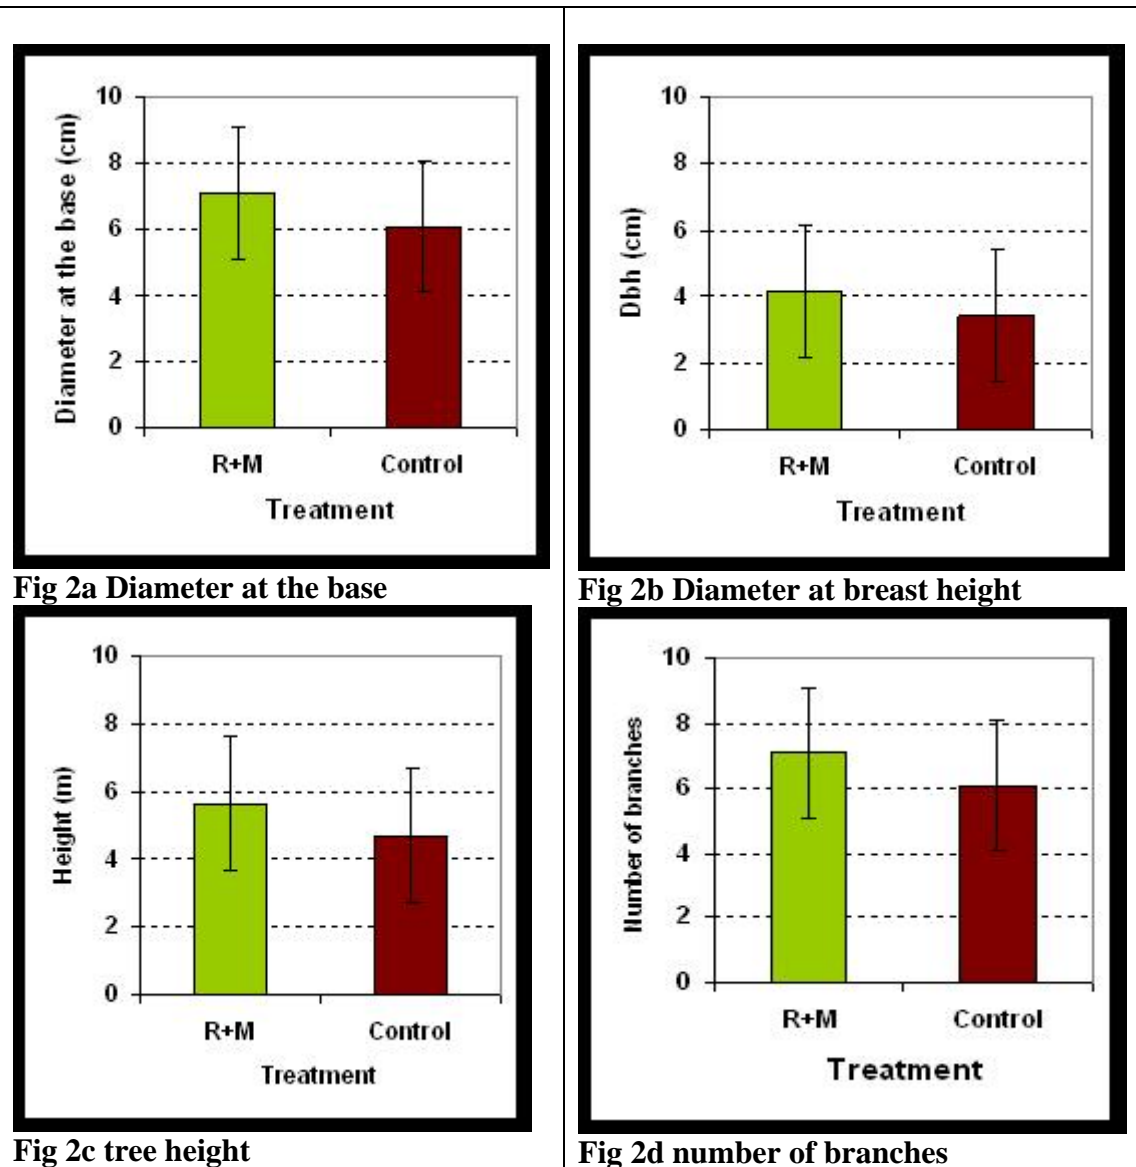 10
8
6
4
2
0
Diameter at the base (cm)
R+M Control
Treatment
Fig 2a Diameter at the base
10
8
6
4
2
0
Dbh (cm)
R+M Control
Treatment
Fig 2b Diameter at breast height
10
8
6
4
2
0
Height (m)
R+M Control
Treatment
Fig 2c tree height
10
8
6
4
2
0
Number of branches
R+M Control
Treatment
Fig 2d number of branches